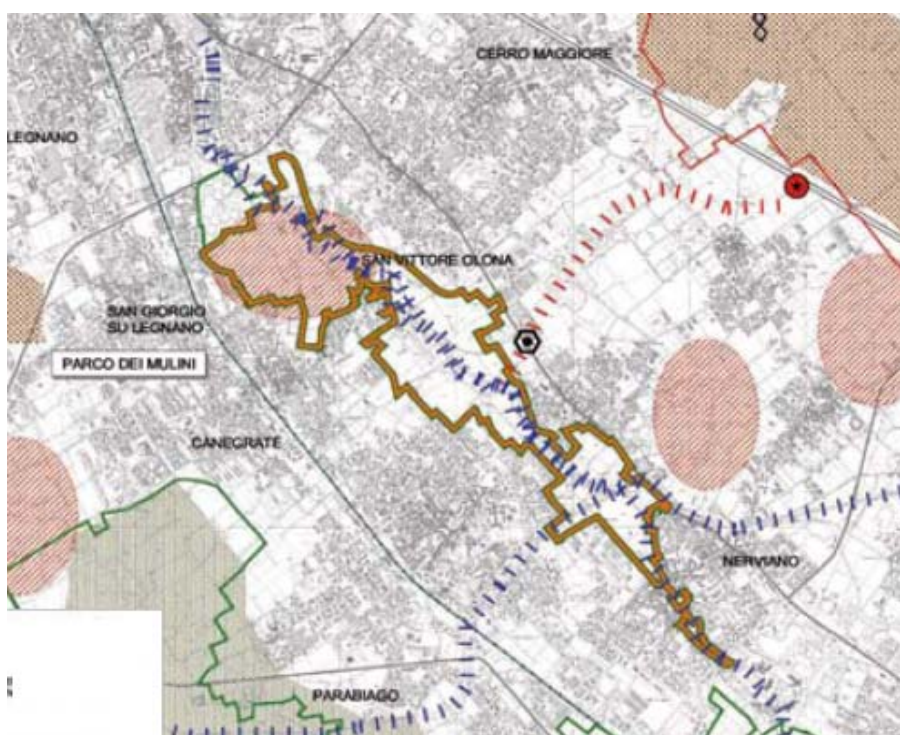 CERRO MAGGIORE
LEGNANO
SAN VITTORE OLONA
SAN GIORGIO
SU LEGNANO
PARCO DEI MULINI
CANEGRATE
NERVIANO
PARABIAGO